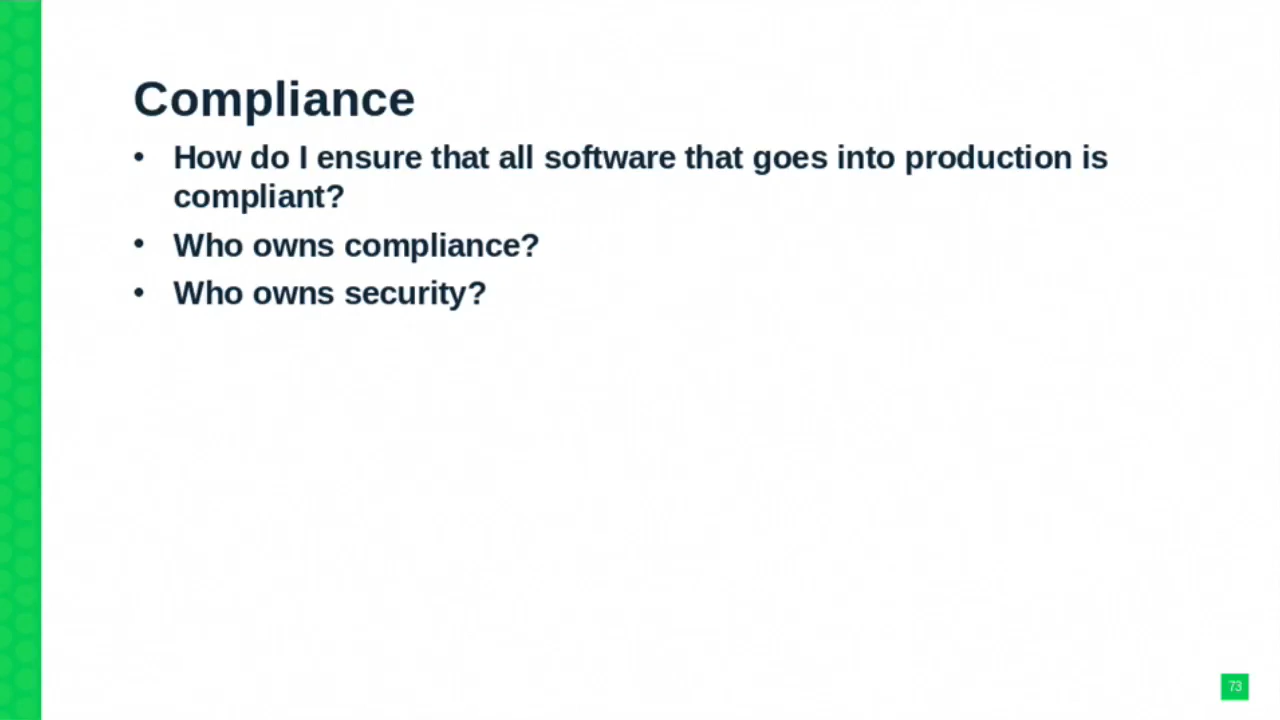 Compliance
• How do I ensure that all software that goes into production is
compliant?
• Who owns compliance?
• Who owns security?
73